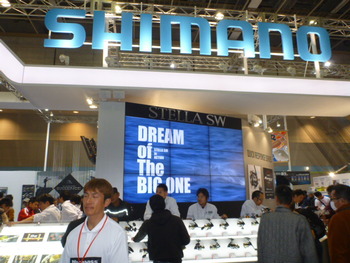 SHIMANO
STELLA SW
DREAM
of
The
BIG ONE